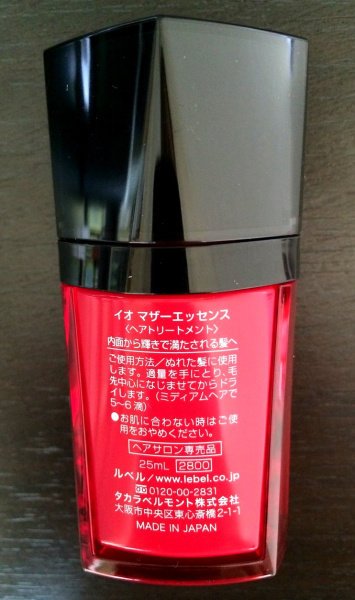 イオ マザーエッセンス
〈ヘアトリートメント〉
内面から輝きで満たされる髪へ
ご使用方法／ぬれた髪に使用
します。適量を手にとり、毛
先中心になじませてからドラ
イします。(ミディアムヘアで
5〜6滴)
●お肌に合わない時はご使
用をおやめください。
ヘアサロン専売品
25mL 2800
ルベル／www.lebel.co.jp
0120-00-2831
タカラベルモント株式会社
大阪市中央区東心斎橋2-1-1
MADE IN JAPAN